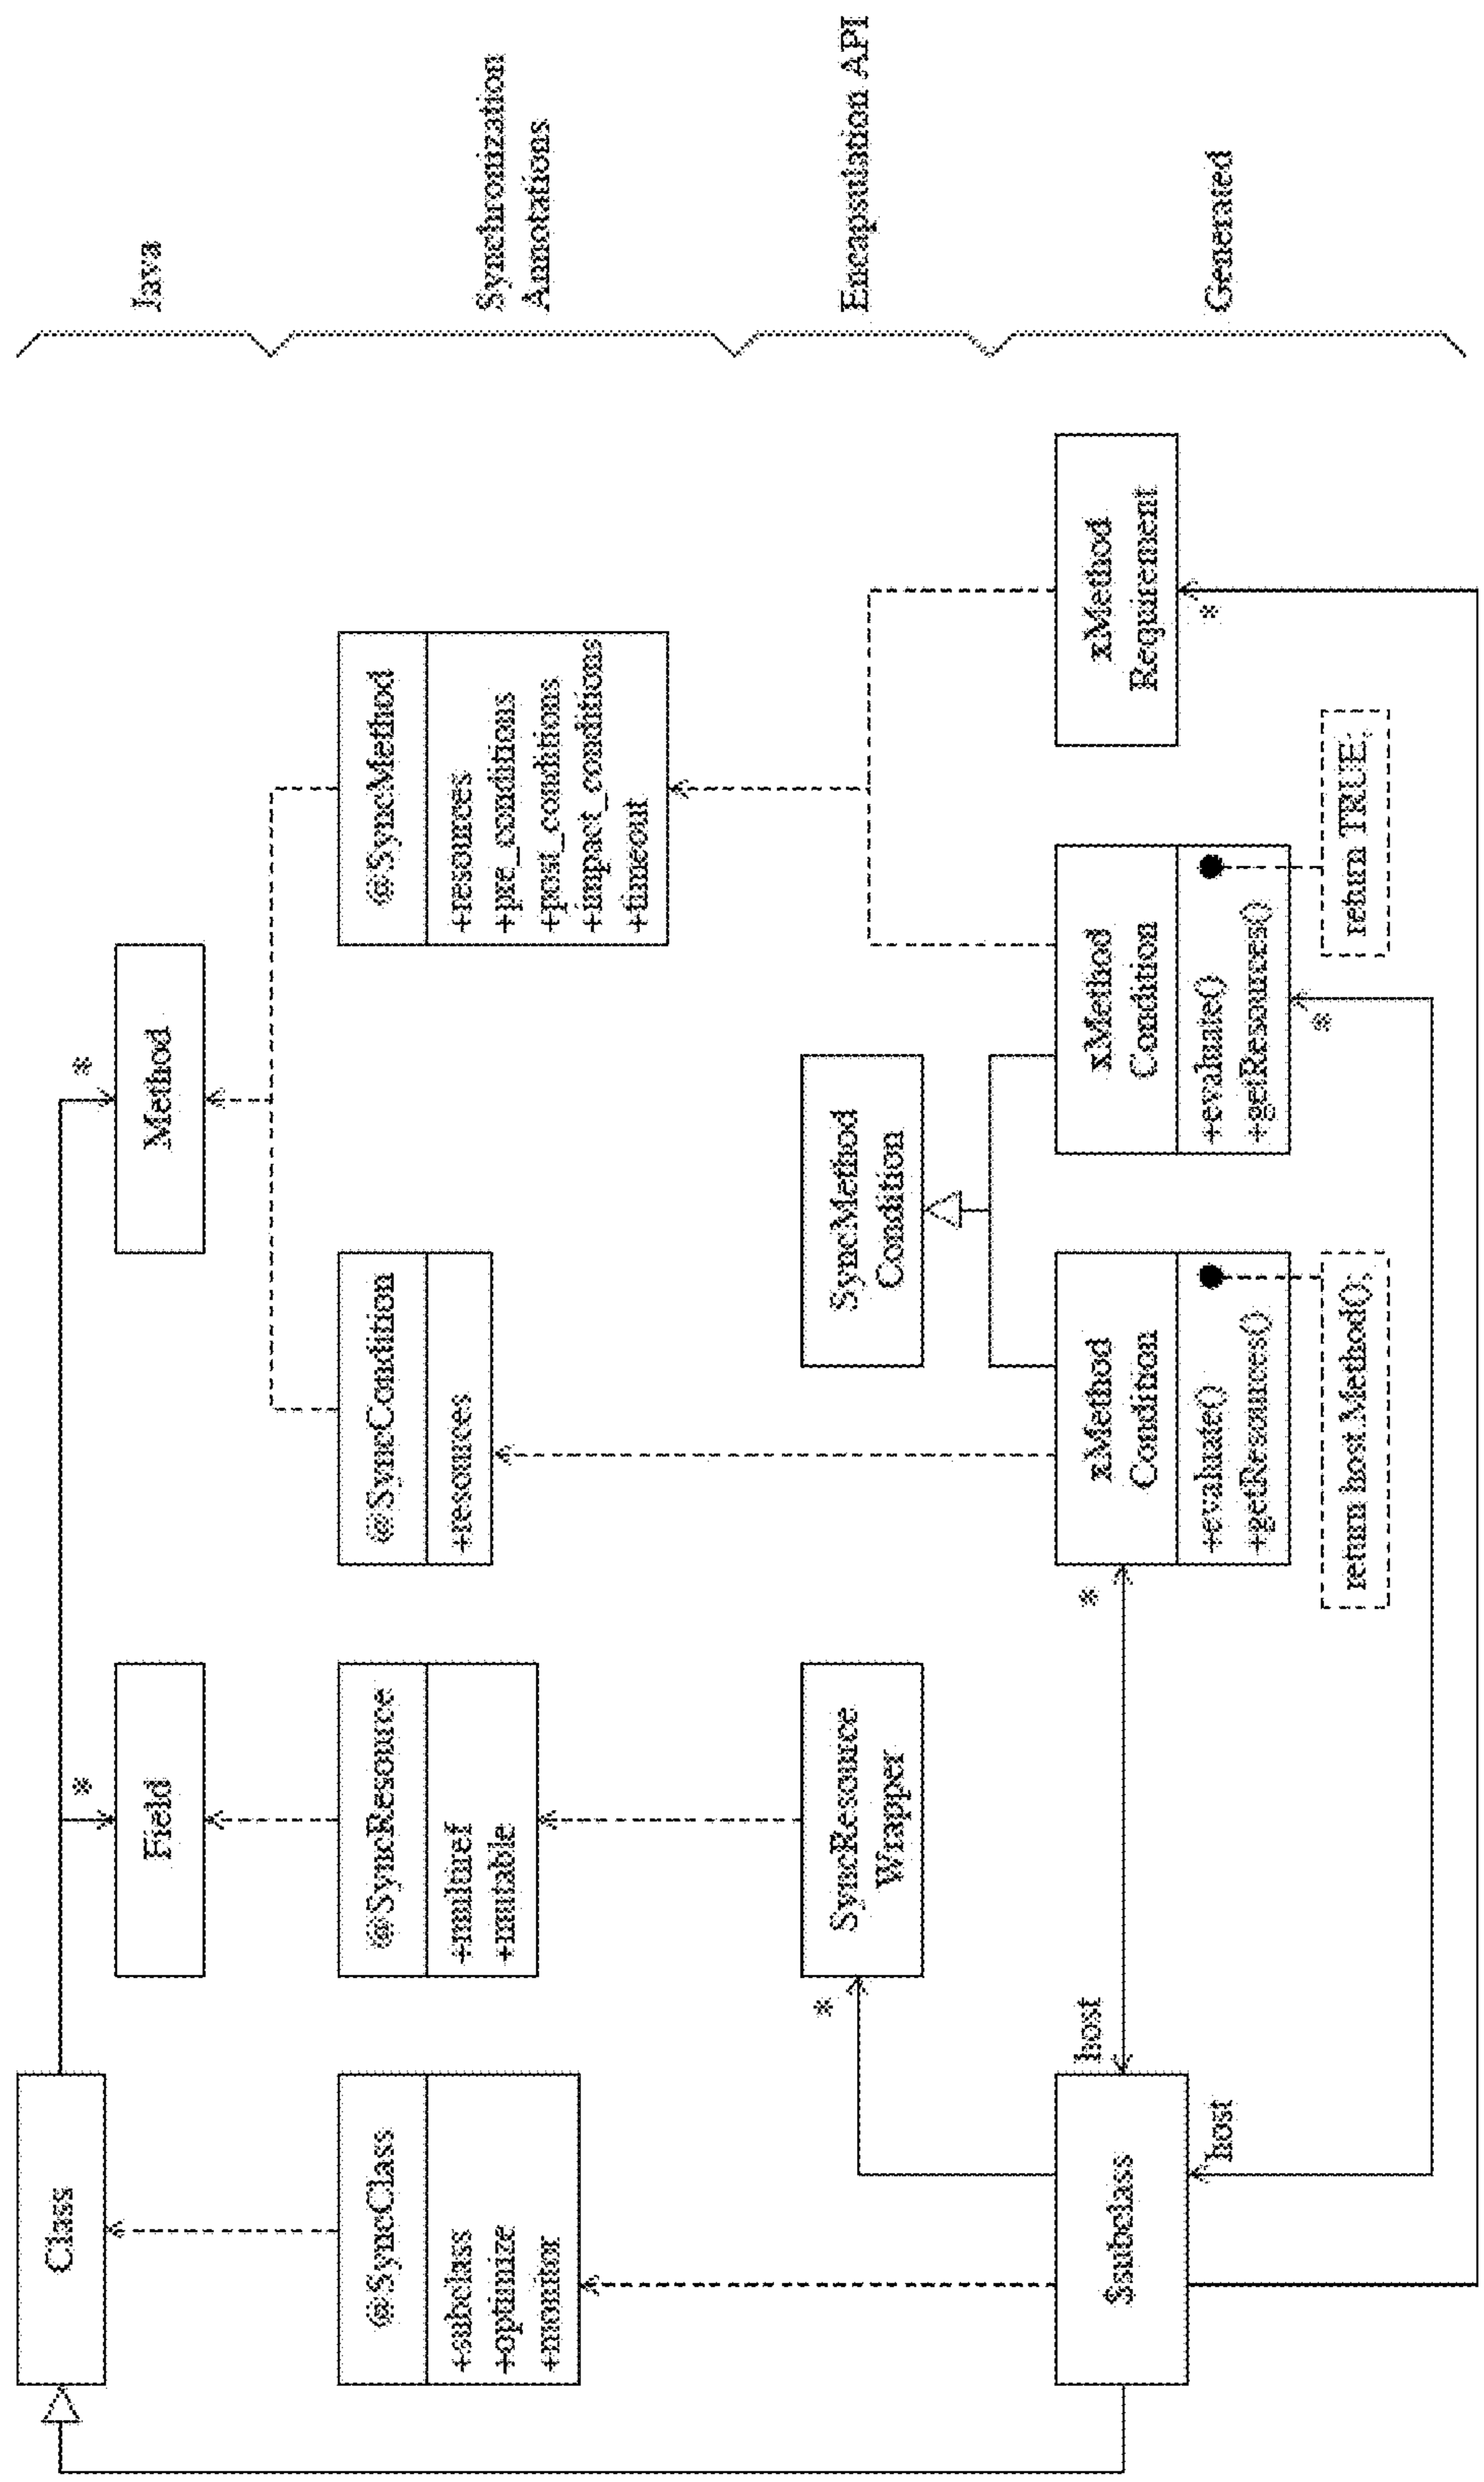 Class
*
*
Field
Method
Java
@SyncClass
+subclass
+optimize
+monitor
@SyncResource
+multiref
+mutable
@SyncCondition
+resources
@SyncMethod
+resources
+pre_conditions
+post_conditions
+impact_conditions
+timeout
Synchronization
Annotations
*
SyncResource
Wrapper
SyncMethod
Condition
Encapsulation API
$subclass
host
host
*
xMethod
Condition
+evaluate()
+getResources()
return host.Method();
xMethod
Condition
+evaluate()
+getResources()
*
return TRUE;
xMethod
Requirement
*
Generated